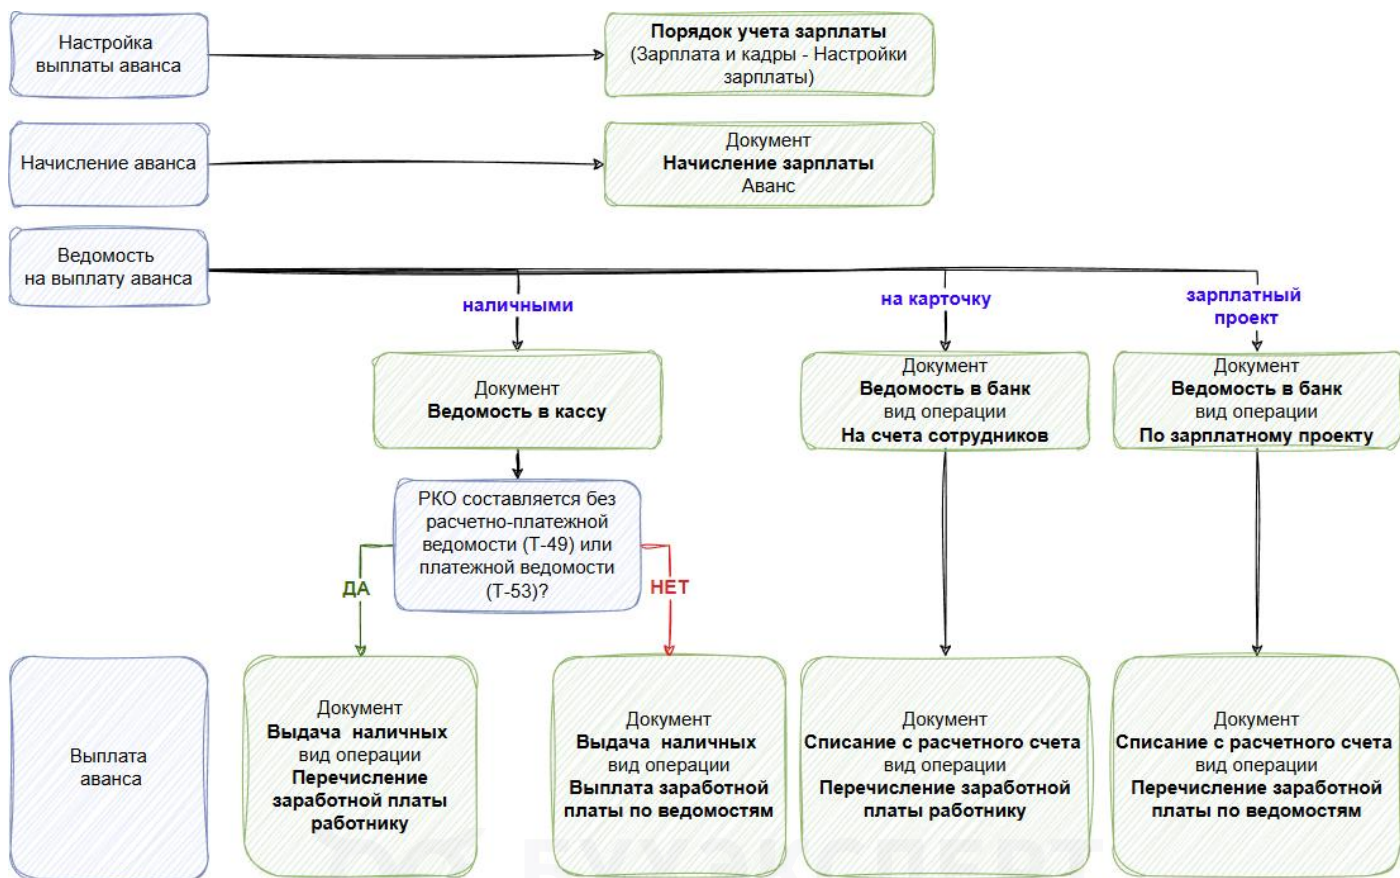 Настройка
выплаты аванса
Порядок учета зарплаты
(Зарплата и кадры - Настройки
зарплаты)
Начисление аванса
Документ
Начисление зарплаты
Аванс
Ведомость
на выплату аванса
наличными
на карточку
зарплатный
проект
Документ
Ведомость в кассу
Документ
Ведомость в банк
вид операции
На счета сотрудников
Документ
Ведомость в банк
вид операции
По зарплатному проекту
РКО составляется без
расчетно-платежной
ведомости (Т-49) или
платежной ведомости
(Т-53)?
ДА
НЕТ
Выплата
аванса
Документ
Выдача наличных
вид операции
Перечисление
заработной платы
работнику
Документ
Выдача наличных
вид операции
Выплата заработной
платы по ведомостям
Документ
Списание с расчетного счета
вид операции
Перечисление заработной
платы работнику
Документ
Списание с расчетного счета
вид операции
Перечисление заработной
платы по ведомостям